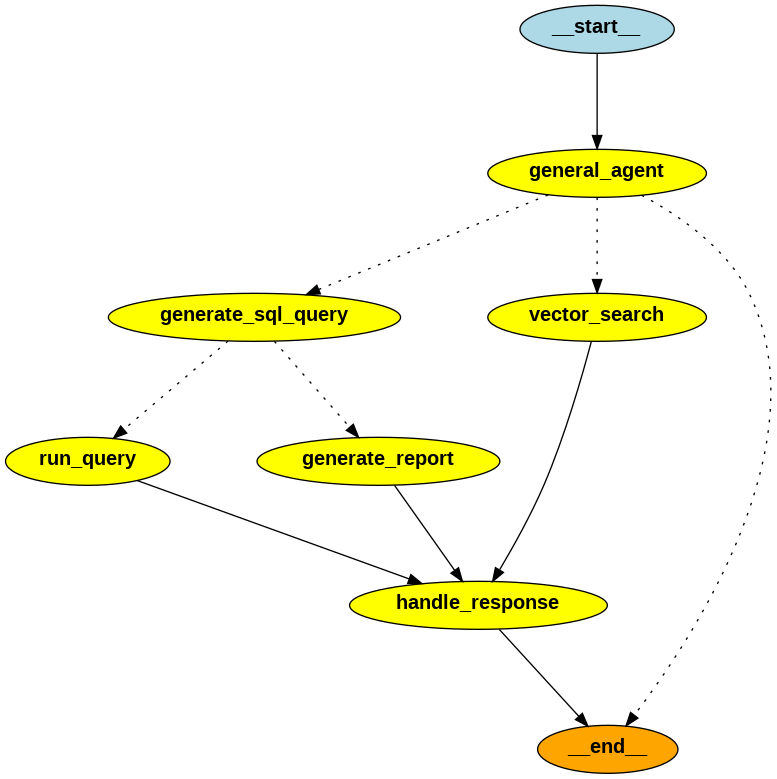 __start__
general_agent
generate_sql_query
vector_search
run_query
generate_report
handle_response
__end__